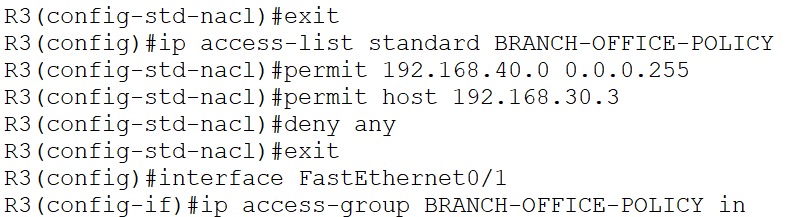 R3(config-std-nacl)#exit
R3(config)#ip access-list standard BRANCH-OFFICE-POLICY
R3(config-std-nacl)#permit 192.168.40.0 0.0.0.255
R3(config-std-nacl)#permit host 192.168.30.3
R3(config-std-nacl)#deny any
R3(config-std-nacl)#exit
R3(config)#interface FastEthernet0/1
R3(config-if)#ip access-group BRANCH-OFFICE-POLICY in